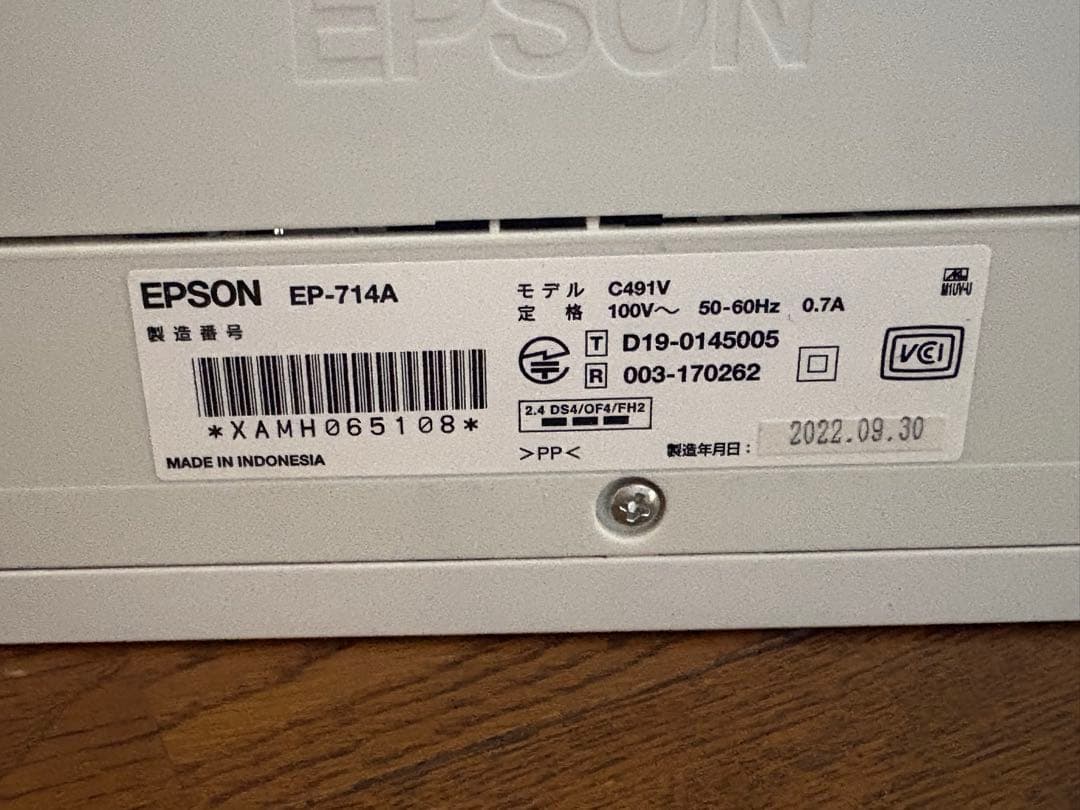 EPSON
EPSON EP-714A
製造番号
*XAMH065108*
MADE IN INDONESIA
モデル C491V
定格 100V～ 50-60Hz 0.7A
T D19-0145005
R 003-170262
2.4 DS4/OF4/FH2
>PP<
製造年月日： 2022.09.30
VCCI